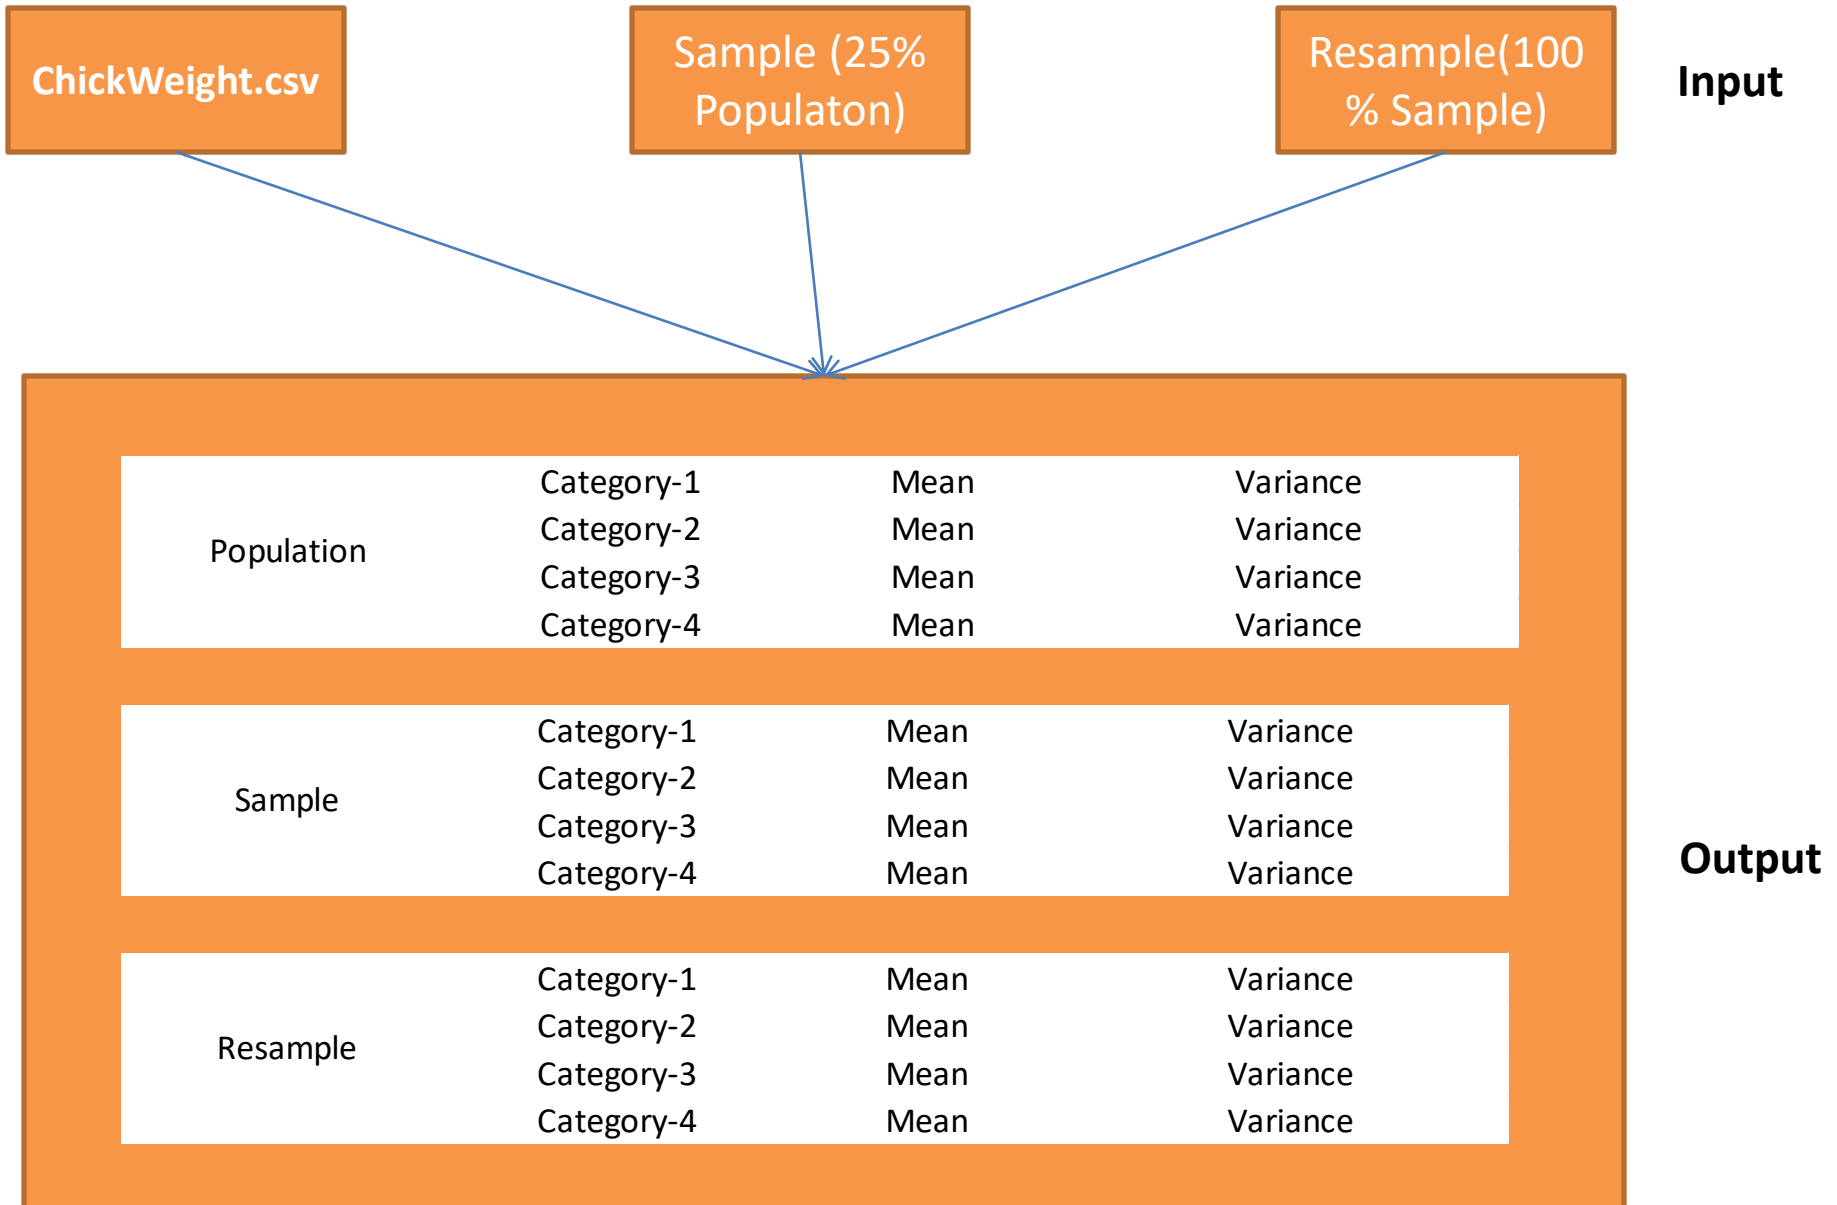 ChickWeight.csv
Sample (25%
Populaton)
Resample(100
% Sample)
Input
Population
Category-1 Mean Variance
Category-2 Mean Variance
Category-3 Mean Variance
Category-4 Mean Variance
Sample
Category-1 Mean Variance
Category-2 Mean Variance
Category-3 Mean Variance
Category-4 Mean Variance
Output
Resample
Category-1 Mean Variance
Category-2 Mean Variance
Category-3 Mean Variance
Category-4 Mean Variance